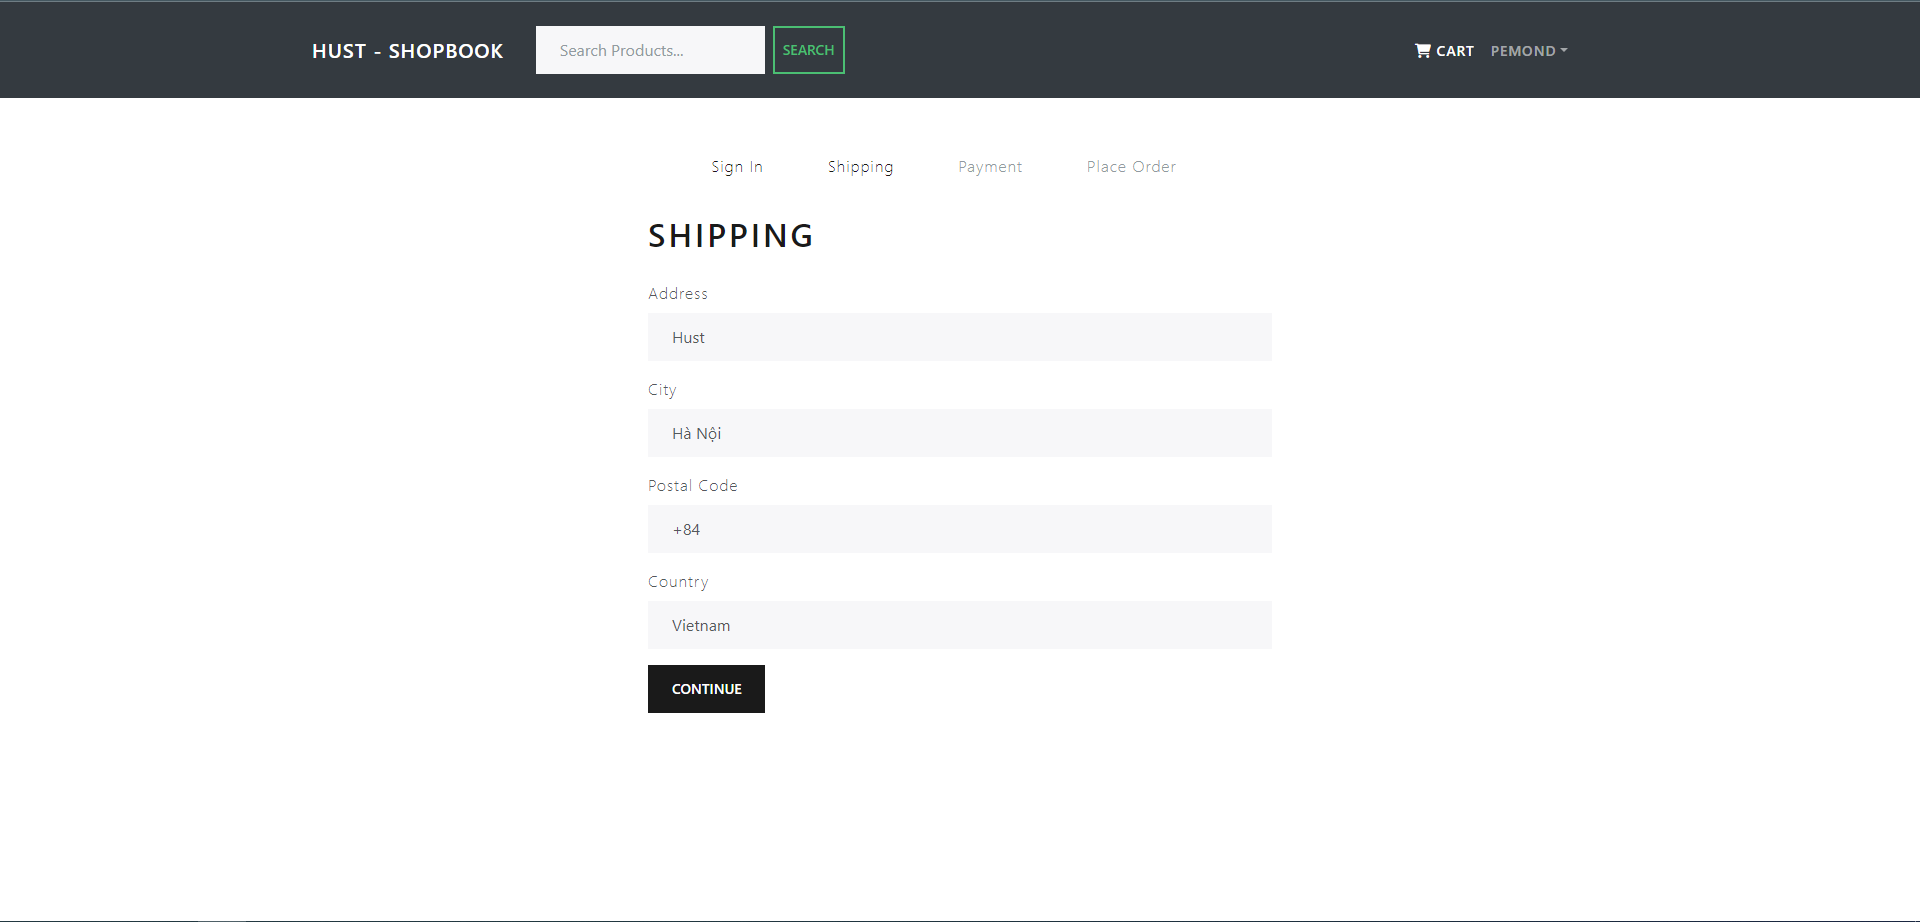 HUST - SHOPBOOK Search Products... SEARCH CART PEMOND
Sign In Shipping Payment Place Order
SHIPPING
Address
Hust
City
Hà Nội
Postal Code
+84
Country
Vietnam
CONTINUE